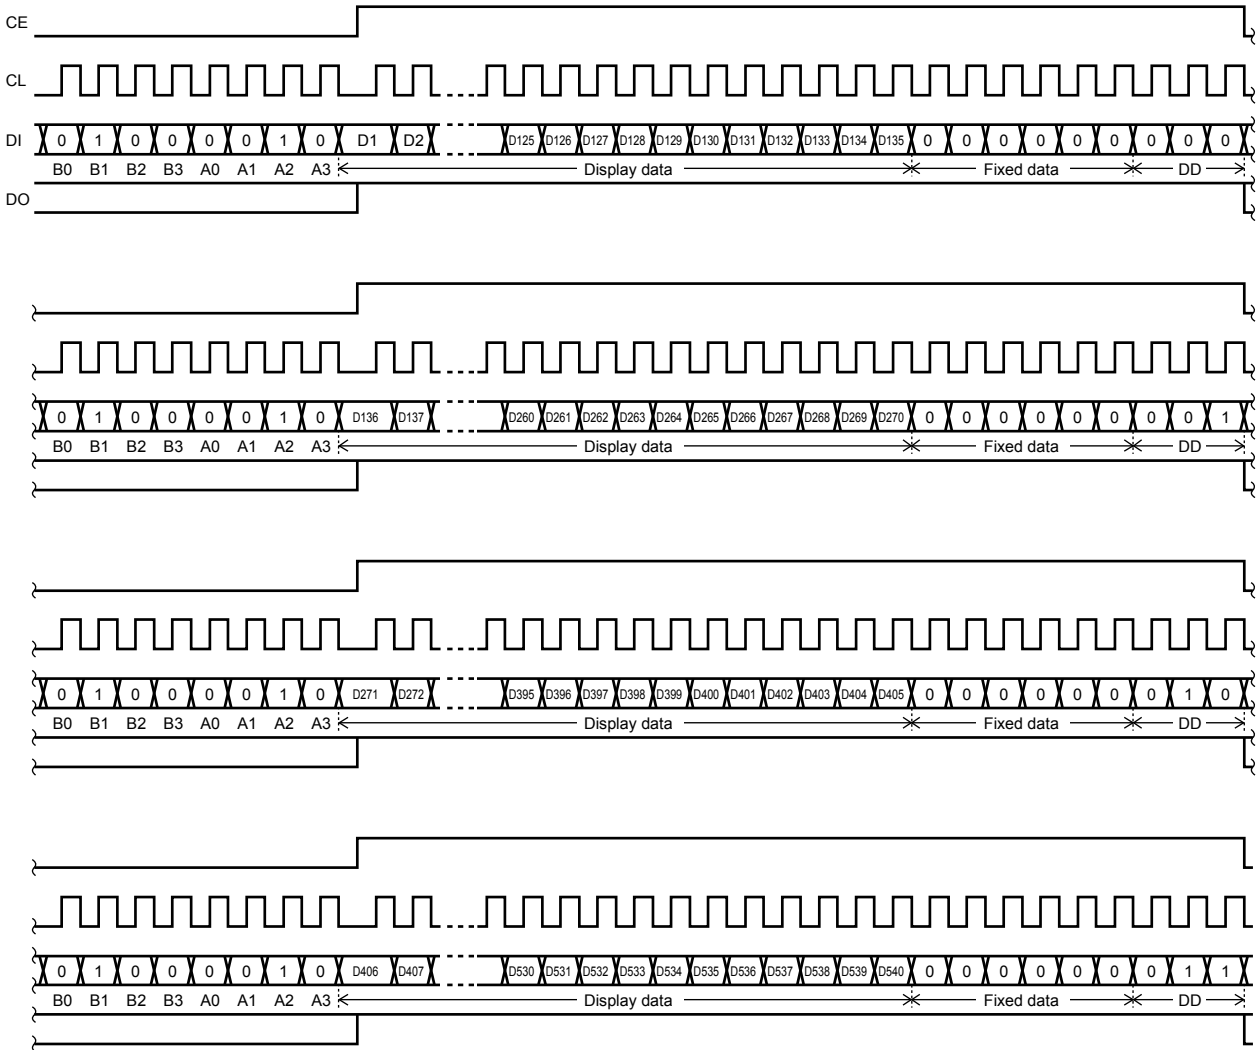 CE
CL
DI 0 1 0 0 0 0 1 0 D1 D2 D125 D126 D127 D128 D129 D130 D131 D132 D133 D134 D135 0 0 0 0 0 0 0 0 0
B0 B1 B2 B3 A0 A1 A2 A3 Display data Fixed data DD
DO
0 1 0 0 0 0 1 0 D136 D137 D260 D261 D262 D263 D264 D265 D266 D267 D268 D269 D270 0 0 0 0 0 0 0 0 1
B0 B1 B2 B3 A0 A1 A2 A3 Display data Fixed data DD
0 1 0 0 0 0 1 0 D271 D272 D395 D396 D397 D398 D399 D400 D401 D402 D403 D404 D405 0 0 0 0 0 0 0 1 0
B0 B1 B2 B3 A0 A1 A2 A3 Display data Fixed data DD
0 1 0 0 0 0 1 0 D406 D407 D530 D531 D532 D533 D534 D535 D536 D537 D538 D539 D540 0 0 0 0 0 0 0 1 1
B0 B1 B2 B3 A0 A1 A2 A3 Display data Fixed data DD